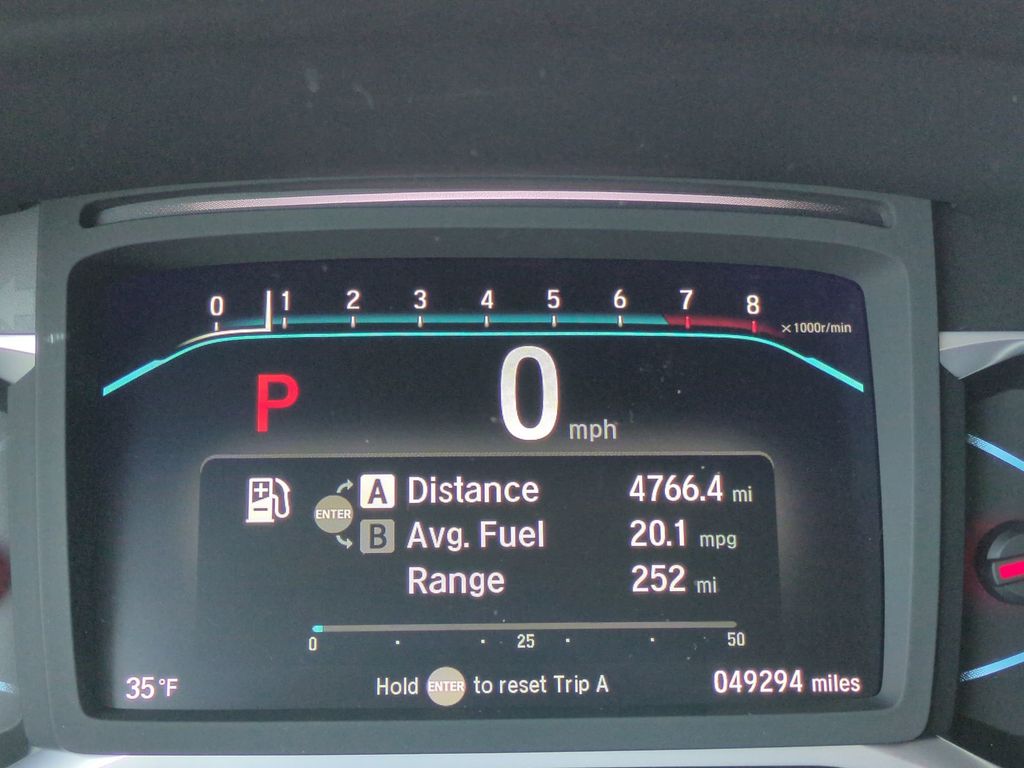 0 1 2 3 4 5 6 7 8
×1000r/min
P 0 mph
A Distance 4766.4 mi
ENTER
B Avg. Fuel 20.1 mpg
Range 252 mi
0 25 50
35°F Hold ENTER to reset Trip A 049294 miles